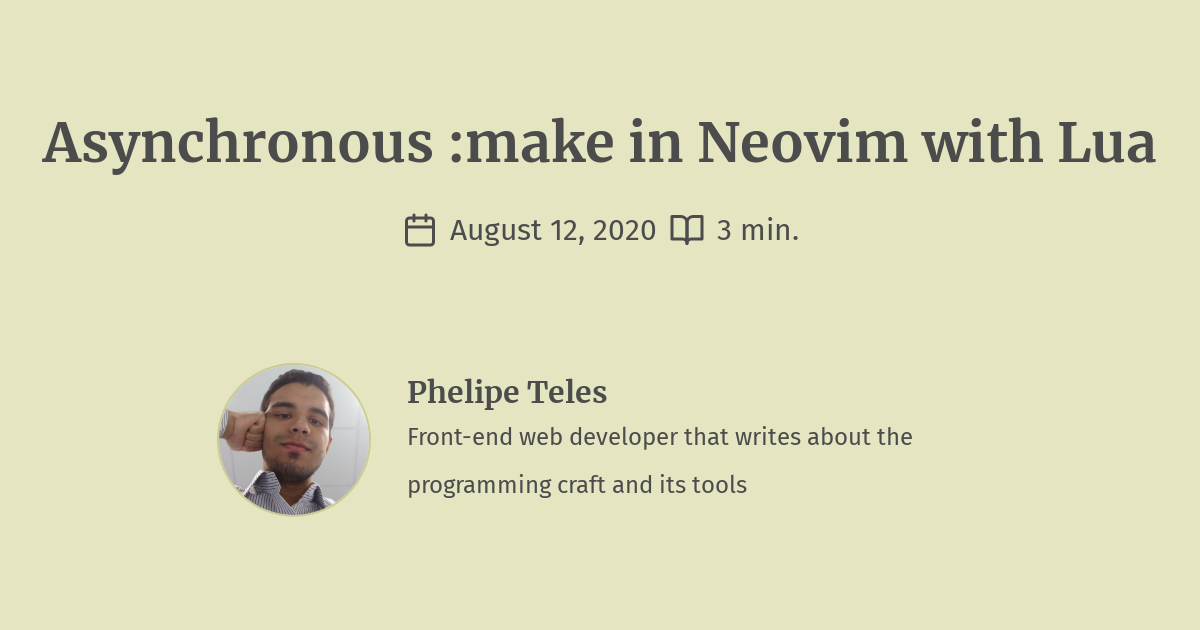 Asynchronous :make in Neovim with Lua
August 12, 2020 3 min.
Phelipe Teles
Front-end web developer that writes about the
programming craft and its tools